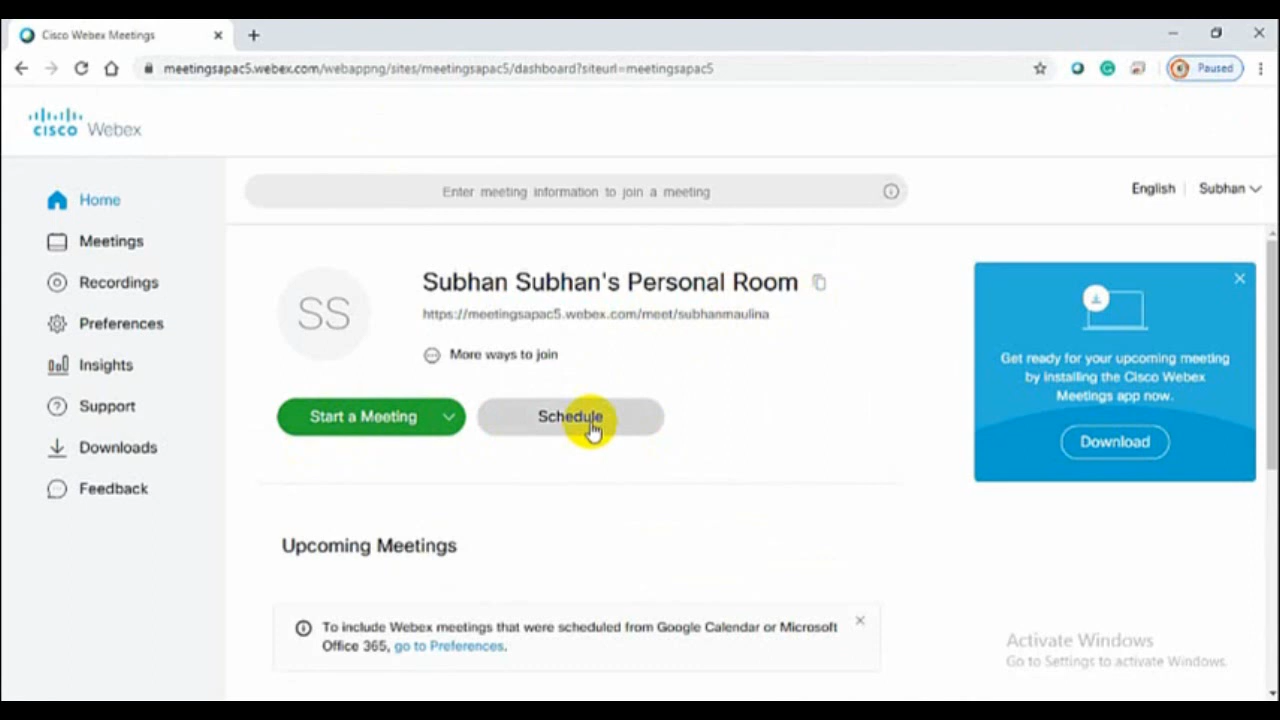 Cisco Webex Meetings
meetingsapac5.webex.com/webappng/sites/meetingsapac5/dashboard?siteurl=meetingsapac5
Paused
CISCO Webex
Enter meeting information to join a meeting
English
Subhan
Home
Meetings
Recordings
Preferences
Insights
Support
Downloads
Feedback
SS
Subhan Subhan's Personal Room
https://meetingsapac5.webex.com/meet/subhanmaulina
More ways to join
Start a Meeting
Schedule
Get ready for your upcoming meeting
by installing the Cisco Webex
Meetings app now.
Download
Upcoming Meetings
To include Webex meetings that were scheduled from Google Calendar or Microsoft
Office 365, go to Preferences.
Activate Windows
Go to Settings to activate Windows.